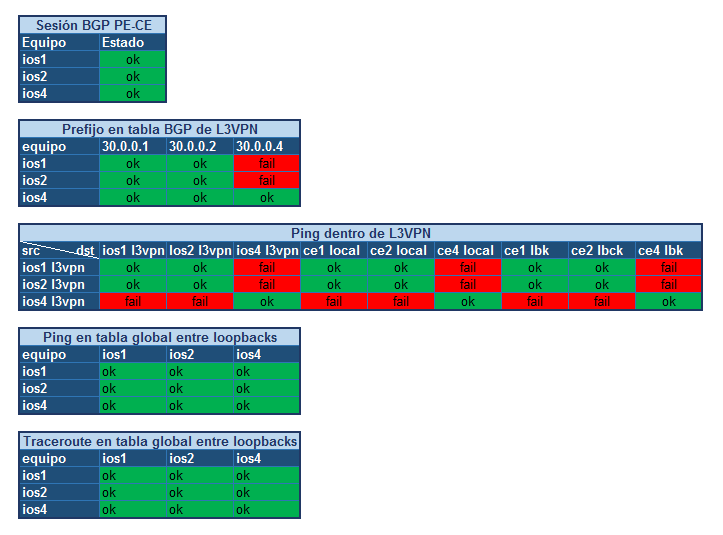 Sesión BGP PE-CE
Equipo Estado
ios1 ok
ios2 ok
ios4 ok
Prefijo en tabla BGP de L3VPN
equipo 30.0.0.1 30.0.0.2 30.0.0.4
ios1 ok ok fail
ios2 ok ok fail
ios4 ok ok ok
Ping dentro de L3VPN
src dst ios1 l3vpn Ios2 l3vpn ios4 l3vpn ce1 local ce2 local ce4 local ce1 lbk ce2 lbck ce4 lbk
ios1 l3vpn ok ok fail ok ok fail ok ok fail
ios2 l3vpn ok ok fail ok ok fail ok ok fail
ios4 l3vpn fail fail ok fail fail ok fail fail ok
Ping en tabla global entre loopbacks
equipo ios1 ios2 ios4
ios1 ok ok ok
ios2 ok ok ok
ios4 ok ok ok
Traceroute en tabla global entre loopbacks
equipo ios1 ios2 ios4
ios1 ok ok ok
ios2 ok ok ok
ios4 ok ok ok